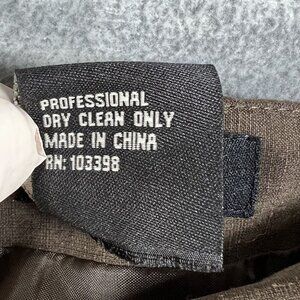 PROFESSIONAL
DRY CLEAN ONLY
MADE IN CHINA
RN: 103398